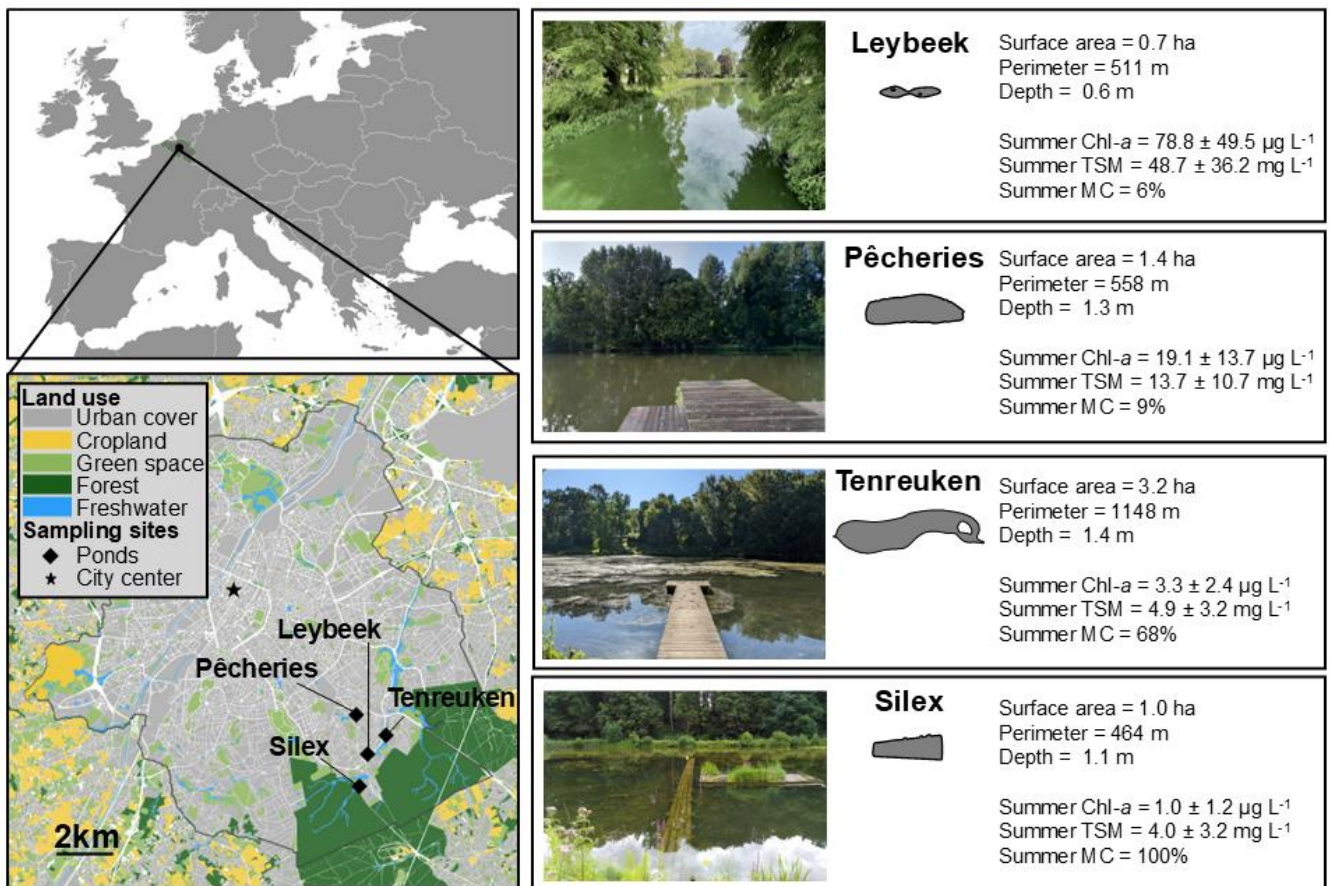 Land use
Urban cover
Cropland
Green space
Forest
Freshwater
Sampling sites
Ponds
City center
Leybeek
Pêcheries
Tenreuken
Silex
2km
Leybeek
Surface area = 0.7 ha
Perimeter = 511 m
Depth = 0.6 m
Summer Chl-a = 78.8 ± 49.5 µg L-1
Summer TSM = 48.7 ± 36.2 mg L-1
Summer MC = 6%
Pêcheries
Surface area = 1.4 ha
Perimeter = 558 m
Depth = 1.3 m
Summer Chl-a = 19.1 ± 13.7 µg L-1
Summer TSM = 13.7 ± 10.7 mg L-1
Summer MC = 9%
Tenreuken
Surface area = 3.2 ha
Perimeter = 1148 m
Depth = 1.4 m
Summer Chl-a = 3.3 ± 2.4 µg L-1
Summer TSM = 4.9 ± 3.2 mg L-1
Summer MC = 68%
Silex
Surface area = 1.0 ha
Perimeter = 464 m
Depth = 1.1 m
Summer Chl-a = 1.0 ± 1.2 µg L-1
Summer TSM = 4.0 ± 3.2 mg L-1
Summer MC = 100%